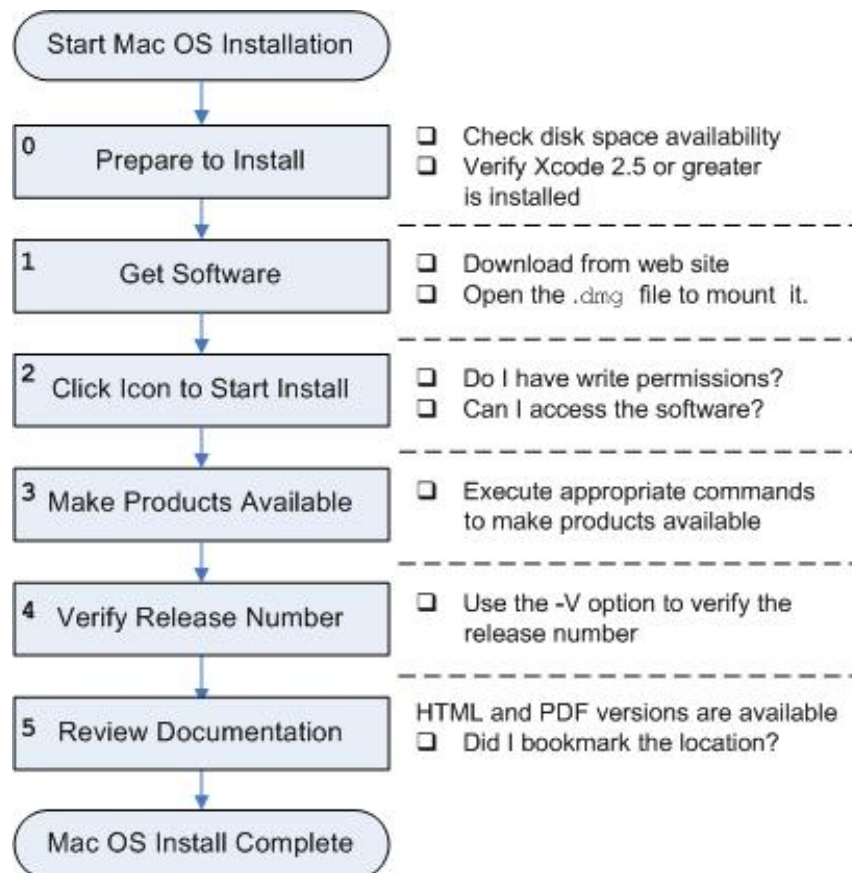 Start Mac OS Installation
0
Prepare to Install
❑ Check disk space availability
❑ Verify Xcode 2.5 or greater
is installed
1
Get Software
❑ Download from web site
❑ Open the .dmg file to mount it.
2
Click Icon to Start Install
❑ Do I have write permissions?
❑ Can I access the software?
3
Make Products Available
❑ Execute appropriate commands
to make products available
4
Verify Release Number
❑ Use the -V option to verify the
release number
5
Review Documentation
HTML and PDF versions are available
❑ Did I bookmark the location?
Mac OS Install Complete